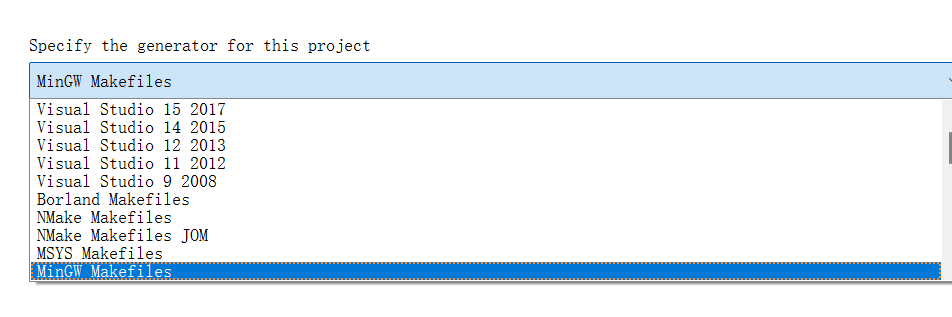 Specify the generator for this project
MinGW Makefiles
Visual Studio 15 2017
Visual Studio 14 2015
Visual Studio 12 2013
Visual Studio 11 2012
Visual Studio 9 2008
Borland Makefiles
NMake Makefiles
NMake Makefiles JOM
MSYS Makefiles
MinGW Makefiles